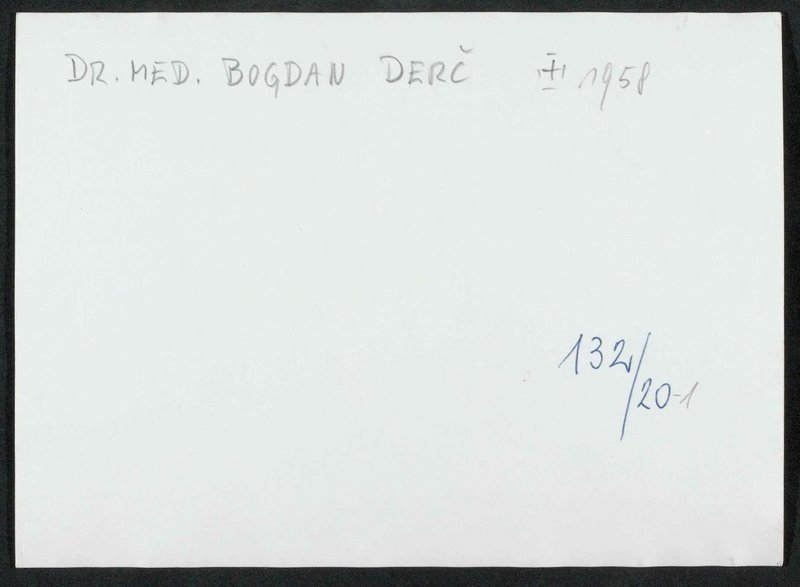 DR. MED. BOGDAN DERČ ‡ 1958
132/20-1